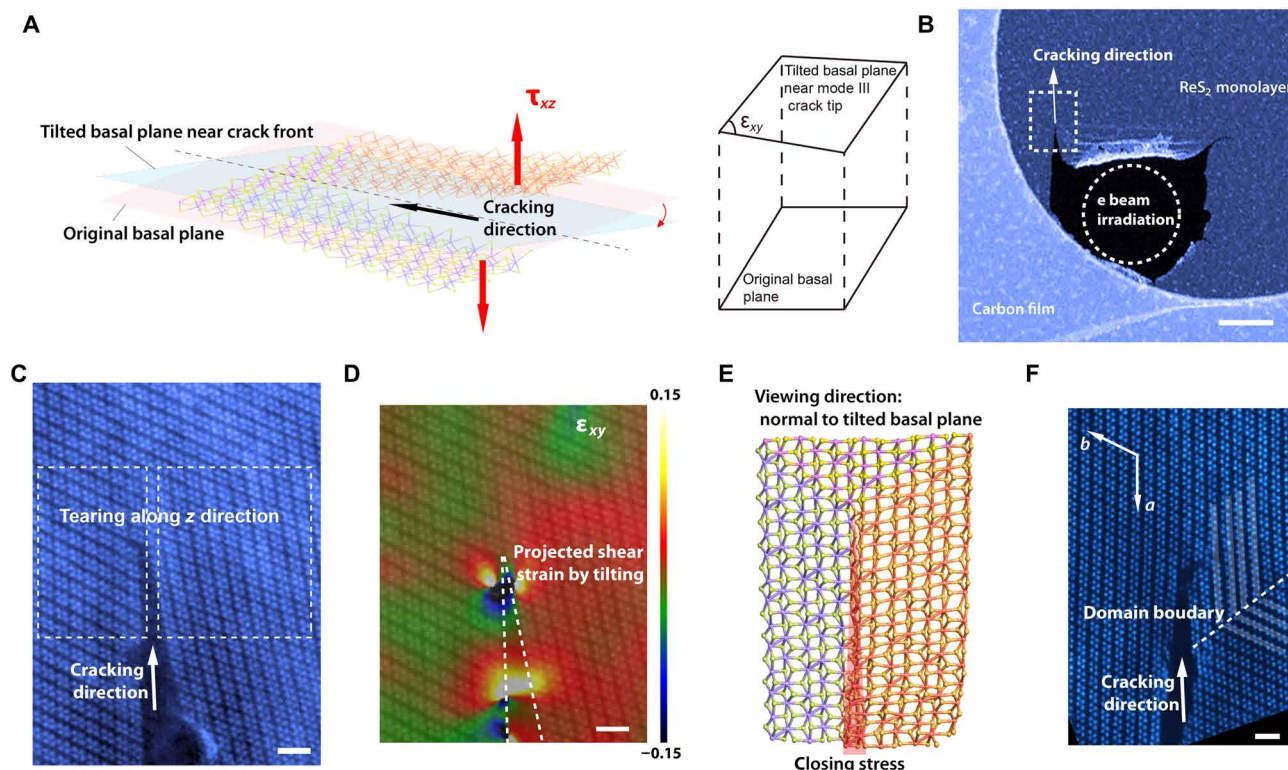 A
τxz
Tilted basal plane near crack front
Original basal plane
Cracking
direction
Tilted basal plane
near mode III
crack tip
εxy
Original basal
plane
B
Cracking direction
ReS2 monolayer
e beam
irradiation
Carbon film
C
Tearing along z direction
Cracking
direction
D
0.15
εxy
Projected shear
strain by tilting
−0.15
E
Viewing direction:
normal to tilted basal plane
Closing stress
F
b
a
Domain boudary
Cracking
direction